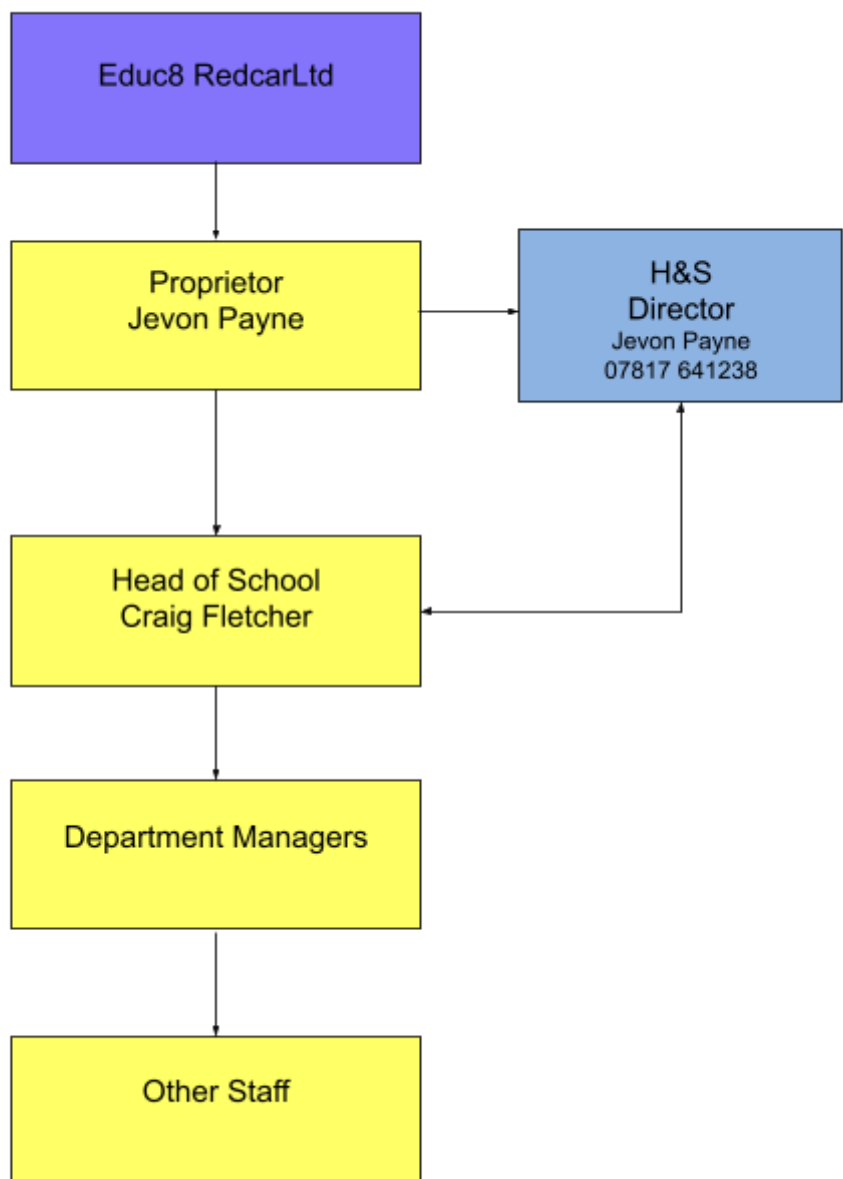 Educ8 RedcarLtd
Proprietor
Jevon Payne
H&S
Director
Jevon Payne
07817 641238
Head of School
Craig Fletcher
Department Managers
Other Staff